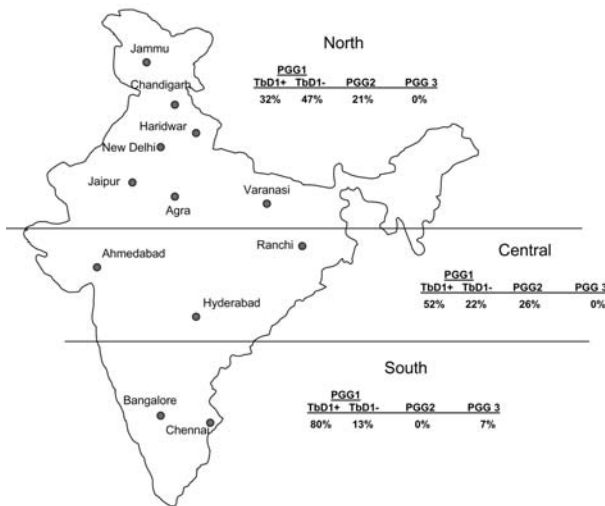 North
Jammu
PGG1
TbD1+ TbD1- PGG2 PGG 3
32% 47% 21% 0%
Chandigarh
Haridwar
New Delhi
Jaipur
Agra
Varanasi
Central
Ranchi
Ahmedabad
PGG1
TbD1+ TbD1- PGG2 PGG 3
52% 22% 26% 0%
Hyderabad
South
PGG1
TbD1+ TbD1- PGG2 PGG 3
80% 13% 0% 7%
Bangalore
Chennai